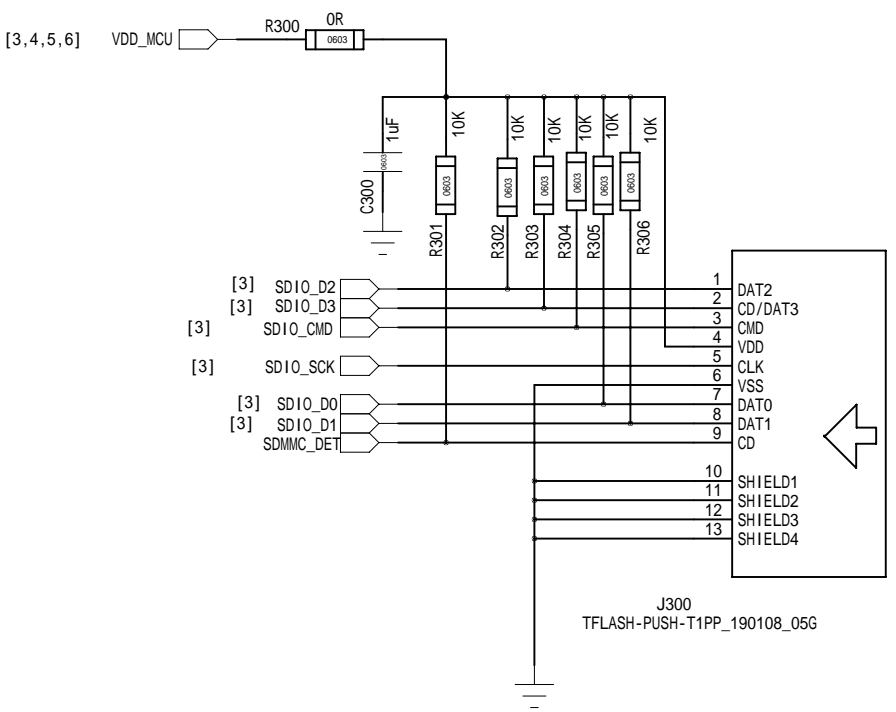 R300 0R
[3,4,5,6] VDD_MCU 0603
1uF 10K 10K 10K 10K 10K 10K
0603 0603 0603 0603 0603 0603 0603
C300 R301 R302 R303 R304 R305 R306
[3] SDIO_D2 1 DAT2
[3] SDIO_D3 2 CD/DAT3
[3] SDIO_CMD 3 CMD
4 VDD
[3] SDIO_SCK 5 CLK
6 VSS
[3] SDIO_D0 7 DAT0
[3] SDIO_D1 8 DAT1
SDMMC_DET 9 CD
10 SHIELD1
11 SHIELD2
12 SHIELD3
13 SHIELD4
J300
TFLASH-PUSH-T1PP_190108_05G